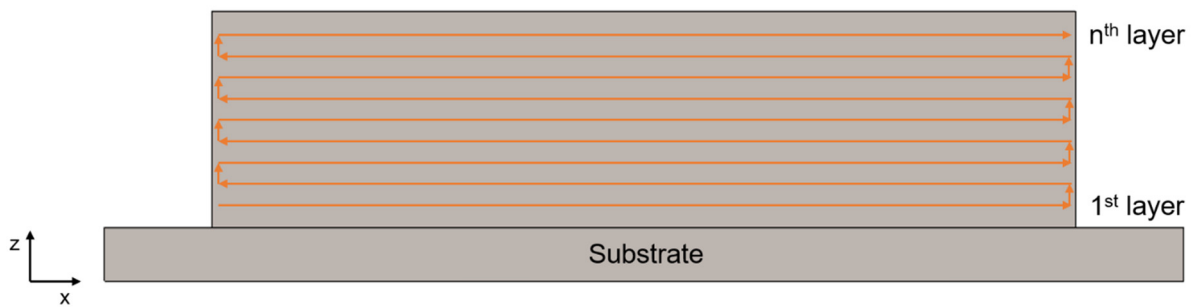 nᵗʰ layer
1ˢᵗ layer
Substrate
z
x